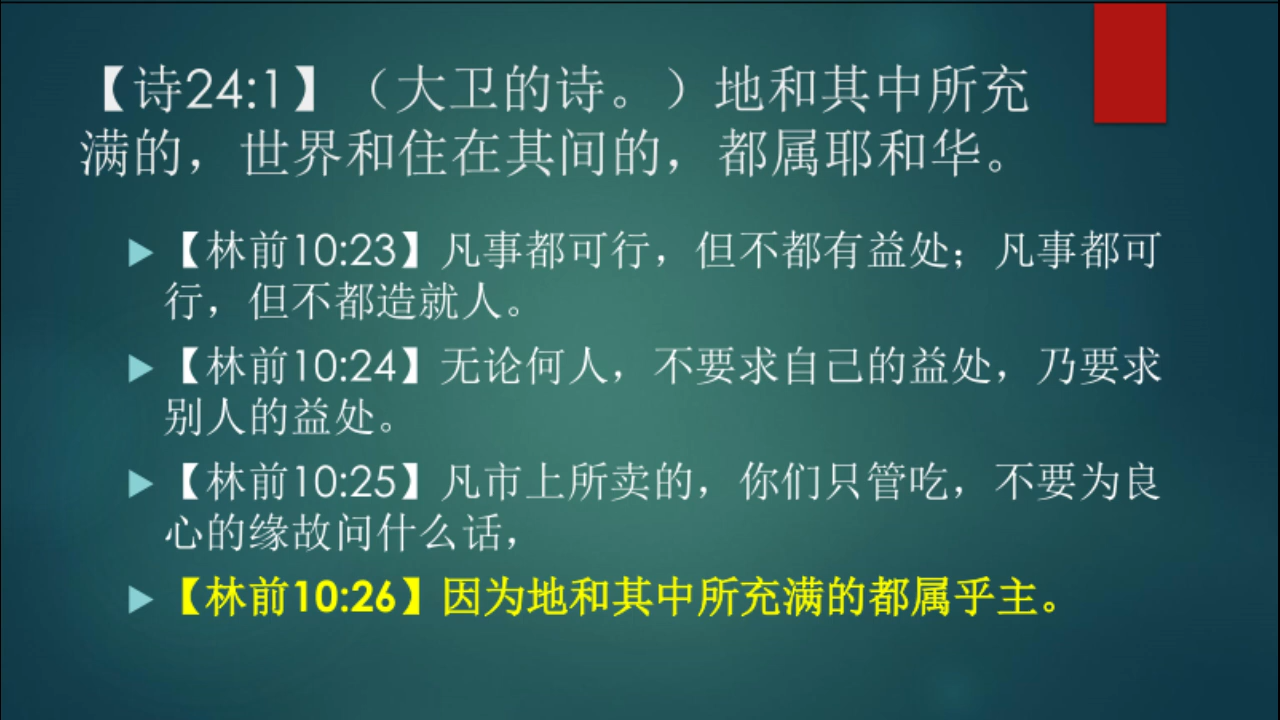 【诗24:1】（大卫的诗。）地和其中所充
满的，世界和住在其间的，都属耶和华。
【林前10:23】凡事都可行，但不都有益处；凡事都可
行，但不都造就人。
【林前10:24】无论何人，不要求自己的益处，乃要求
别人的益处。
【林前10:25】凡市上所卖的，你们只管吃，不要为良
心的缘故问什么话，
【林前10:26】因为地和其中所充满的都属乎主。